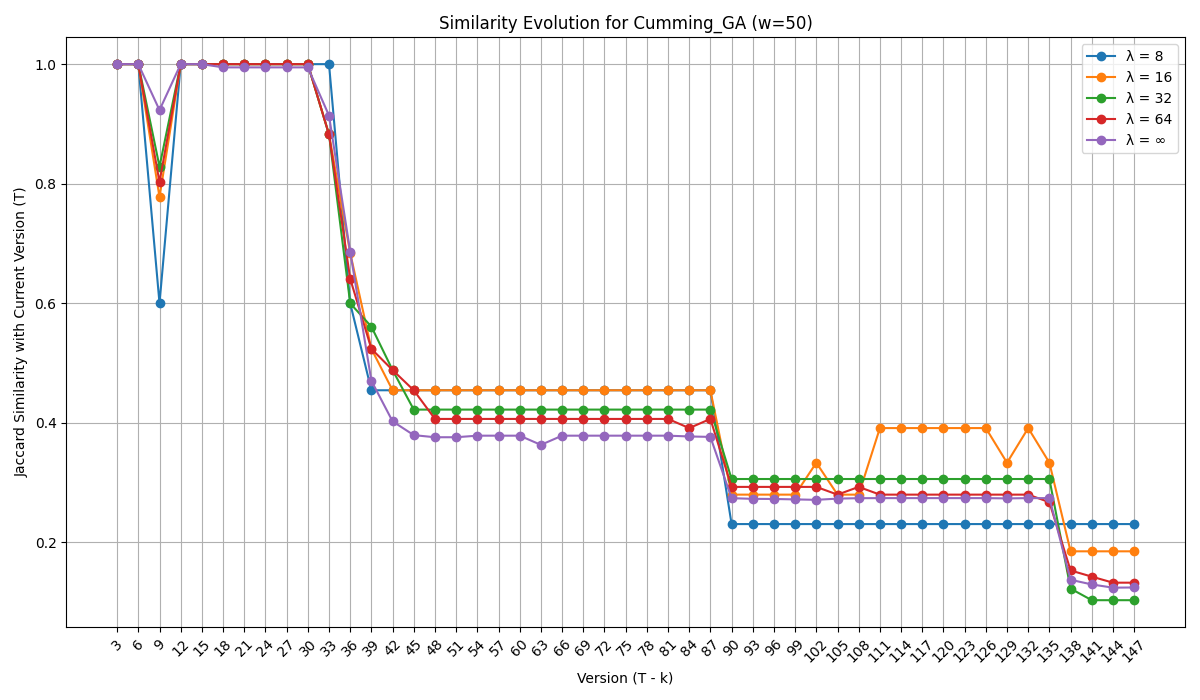 Similarity Evolution for Cumming_GA (w=50)
λ = 8
λ = 16
λ = 32
λ = 64
λ = ∞
Jaccard Similarity with Current Version (T)
1.0
0.8
0.6
0.4
0.2
3 6 9 12 15 18 21 24 27 30 33 36 39 42 45 48 51 54 57 60 63 66 69 72 75 78 81 84 87 90 93 96 99 102 105 108 111 114 117 120 123 126 129 132 135 138 141 144 147
Version (T - k)